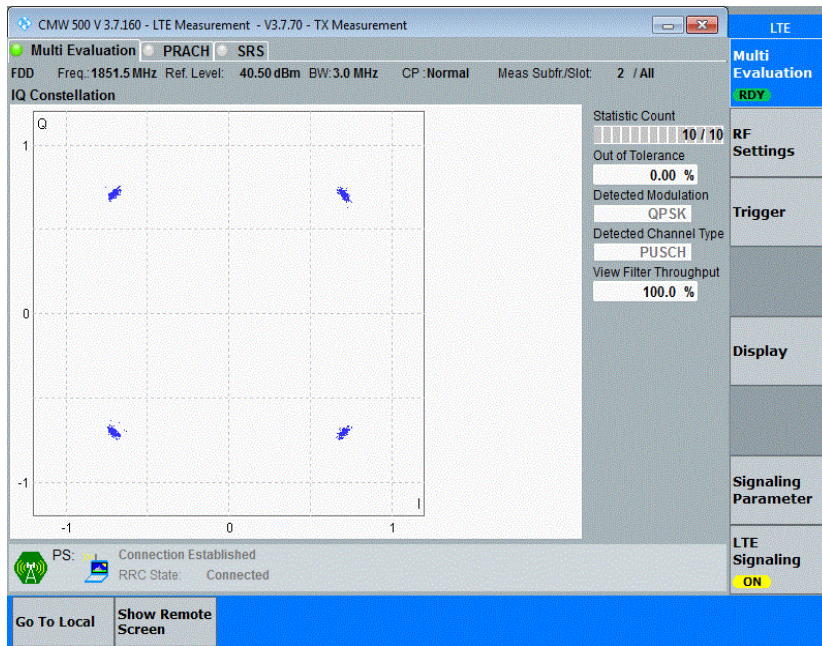 CMW 500 V 3.7.160 - LTE Measurement - V3.7.70 - TX Measurement
LTE
Multi Evaluation PRACH SRS
Multi
Evaluation
RDY
FDD Freq.: 1851.5 MHz Ref. Level: 40.50 dBm BW: 3.0 MHz CP : Normal Meas Subfr./Slot: 2 / All
IQ Constellation
Q
1
0
-1
I
-1 0 1
Statistic Count
10 / 10
Out of Tolerance
0.00 %
Detected Modulation
QPSK
Detected Channel Type
PUSCH
View Filter Throughput
100.0 %
RF
Settings
Trigger
Display
Signaling
Parameter
LTE
Signaling
ON
PS: Connection Established
RRC State: Connected
Go To Local
Show Remote
Screen